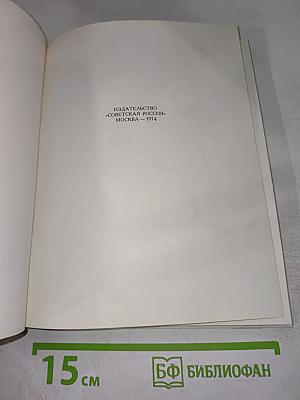 ИЗДАТЕЛЬСТВО
«СОВЕТСКАЯ РОССИЯ»
МОСКВА — 1974
15 см
БФ БИБЛИОФАН